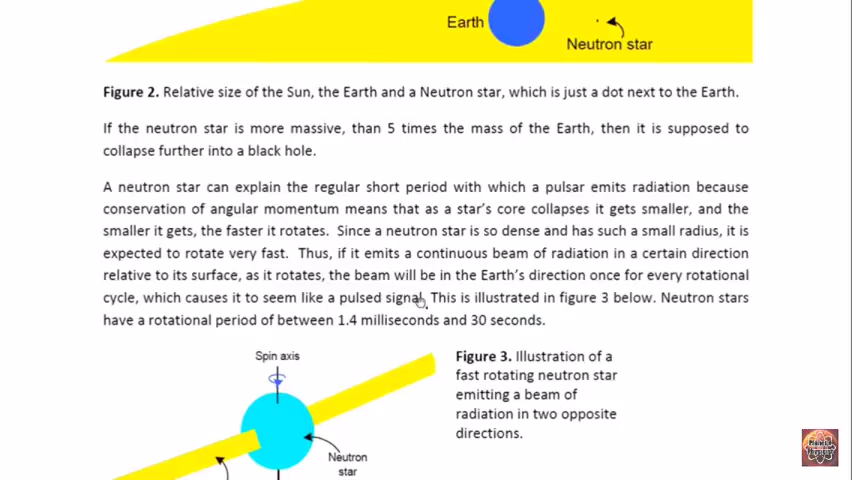 Earth
Neutron star
Figure 2. Relative size of the Sun, the Earth and a Neutron star, which is just a dot next to the Earth.
If the neutron star is more massive, than 5 times the mass of the Earth, then it is supposed to
collapse further into a black hole.
A neutron star can explain the regular short period with which a pulsar emits radiation because
conservation of angular momentum means that as a star's core collapses it gets smaller, and the
smaller it gets, the faster it rotates. Since a neutron star is so dense and has such a small radius, it is
expected to rotate very fast. Thus, if it emits a continuous beam of radiation in a certain direction
relative to its surface, as it rotates, the beam will be in the Earth's direction once for every rotational
cycle, which causes it to seem like a pulsed signal. This is illustrated in figure 3 below. Neutron stars
have a rotational period of between 1.4 milliseconds and 30 seconds.
Spin axis
Neutron
star
Figure 3. Illustration of a
fast rotating neutron star
emitting a beam of
radiation in two opposite
directions.